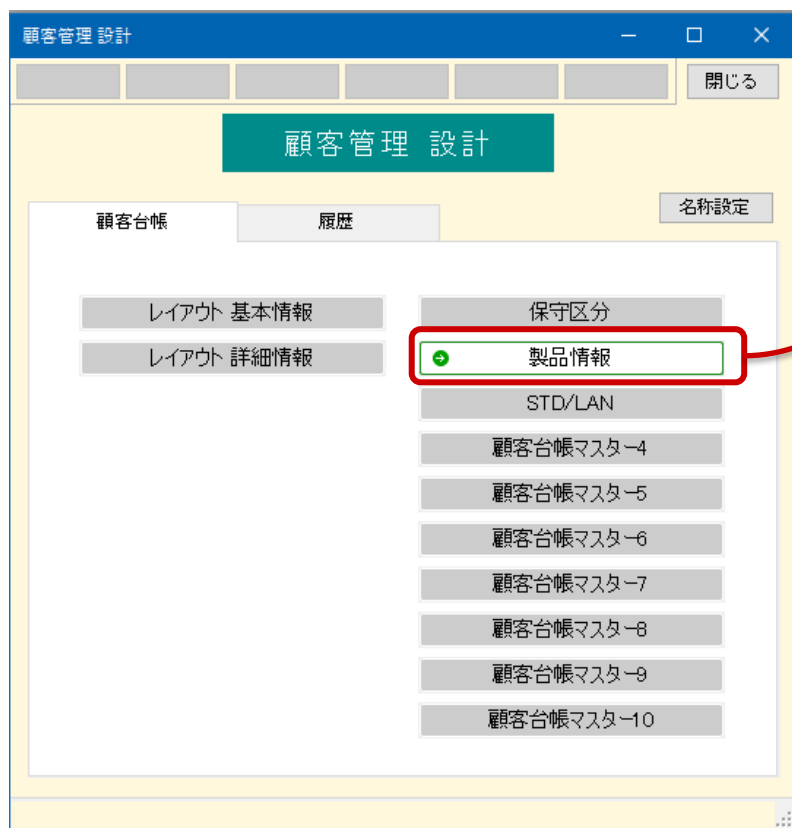 顧客管理 設計
閉じる
顧客管理 設計
名称設定
顧客台帳 履歴
レイアウト 基本情報 保守区分
レイアウト 詳細情報 製品情報
STD/LAN
顧客台帳マスター4
顧客台帳マスター5
顧客台帳マスター6
顧客台帳マスター7
顧客台帳マスター8
顧客台帳マスター9
顧客台帳マスター10